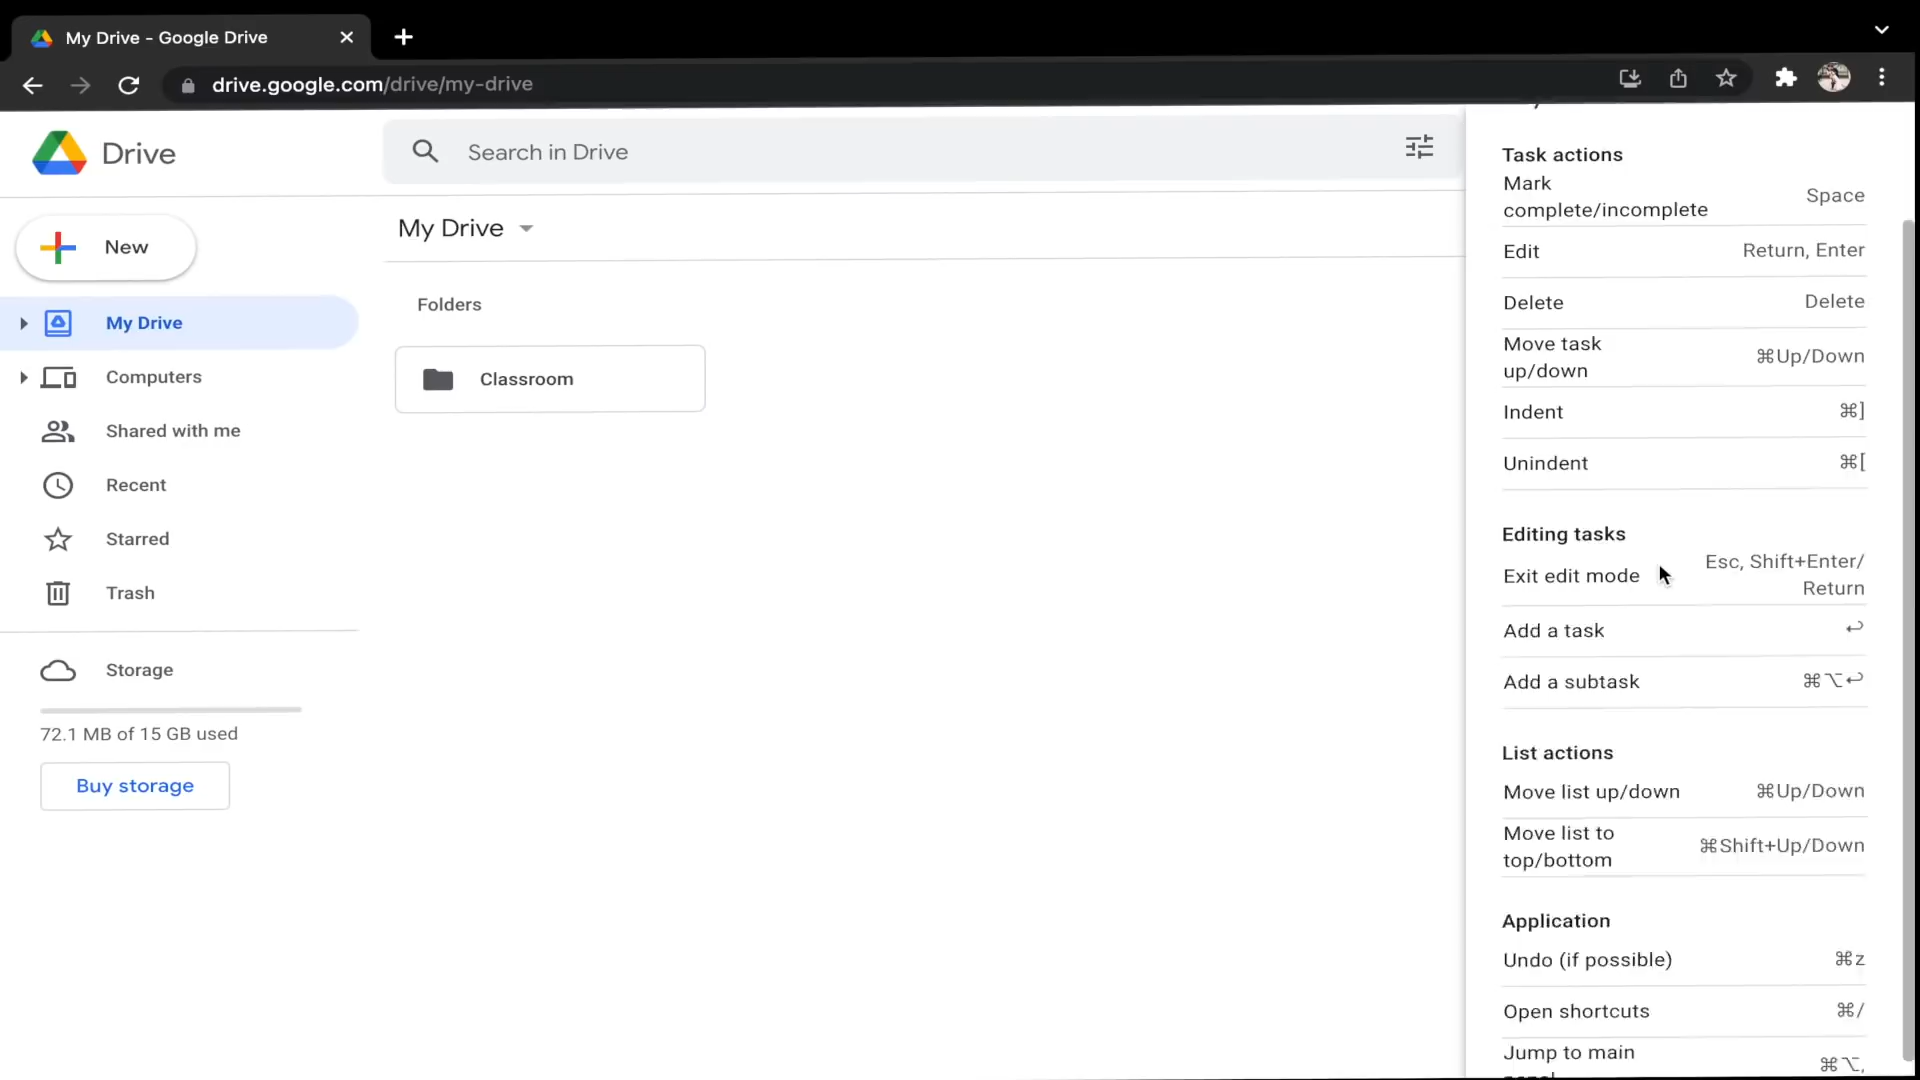 My Drive - Google Drive
drive.google.com/drive/my-drive
Drive
Search in Drive
New
My Drive
Computers
Shared with me
Recent
Starred
Trash
Storage
72.1 MB of 15 GB used
Buy storage
My Drive
Folders
Classroom
Task actions
Mark
complete/incomplete Space
Edit Return, Enter
Delete Delete
Move task
up/down ⌘Up/Down
Indent ⌘]
Unindent ⌘[
Editing tasks
Exit edit mode Esc, Shift+Enter/
Return
Add a task ↩
Add a subtask ⌘⌥↩
List actions
Move list up/down ⌘Up/Down
Move list to
top/bottom ⌘Shift+Up/Down
Application
Undo (if possible) ⌘z
Open shortcuts ⌘/
Jump to main ⌘⌥,